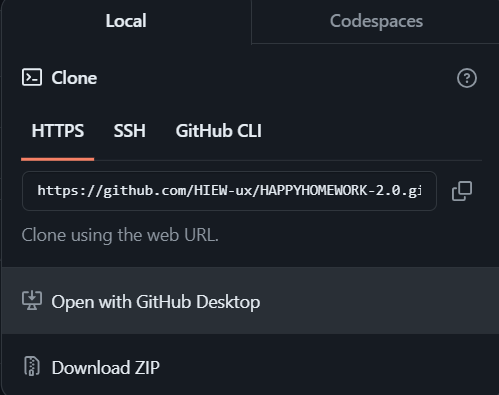 Local
Codespaces
Clone
HTTPS
SSH
GitHub CLI
https://github.com/HIEW-ux/HAPPYHOMEWORK-2.0.gi
Clone using the web URL.
Open with GitHub Desktop
Download ZIP